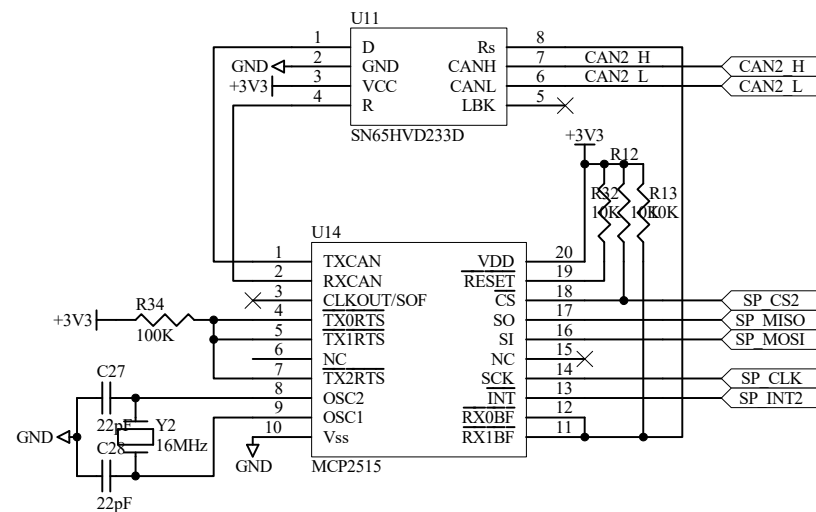 U11
1 D Rs 8
GND 2 GND CANH 7 CAN2_H CAN2_H
+3V3 3 VCC CANL 6 CAN2_L CAN2_L
4 R LBK 5
SN65HVD233D
+3V3
R12
R32 R13
10K 10K 10K
U14
1 TXCAN VDD 20
2 RXCAN RESET 19
3 CLKOUT/SOF CS 18 SP_CS2
R34
+3V3 4 TX0RTS SO 17 SP_MISO
100K
5 TX1RTS SI 16 SP_MOSI
6 NC NC 15
7 TX2RTS SCK 14 SP_CLK
C27
8 OSC2 INT 13 SP_INT2
9 OSC1 RX0BF 12
22pF Y2
GND 10 Vss RX1BF 11
16MHz
C28
GND
MCP2515
22pF